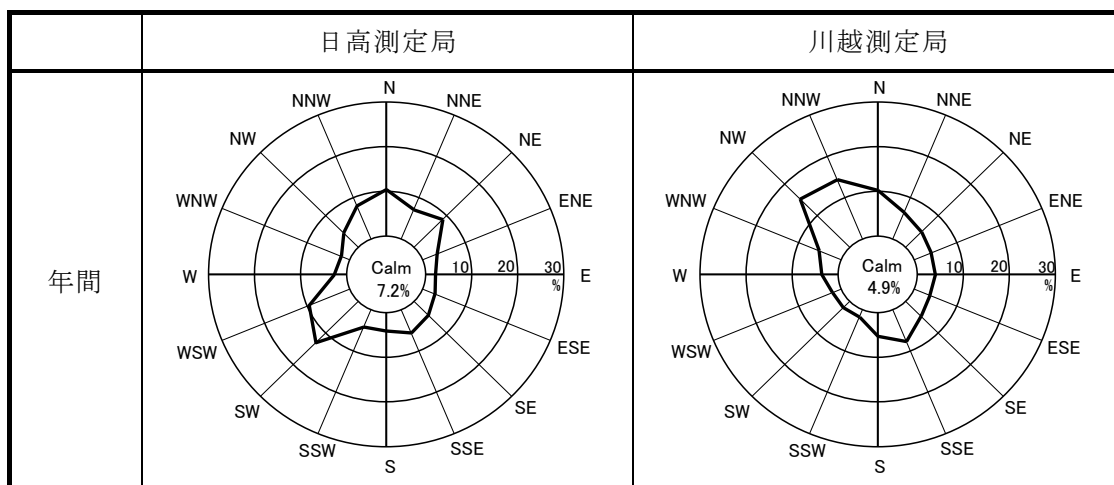 日高測定局
川越測定局
年間
N
NNE
NE
ENE
E
ESE
SE
SSE
S
SSW
SW
WSW
W
WNW
NW
NNW
Calm
7.2%
10
20
30
%
N
NNE
NE
ENE
E
ESE
SE
SSE
S
SSW
SW
WSW
W
WNW
NW
NNW
Calm
4.9%
10
20
30
%